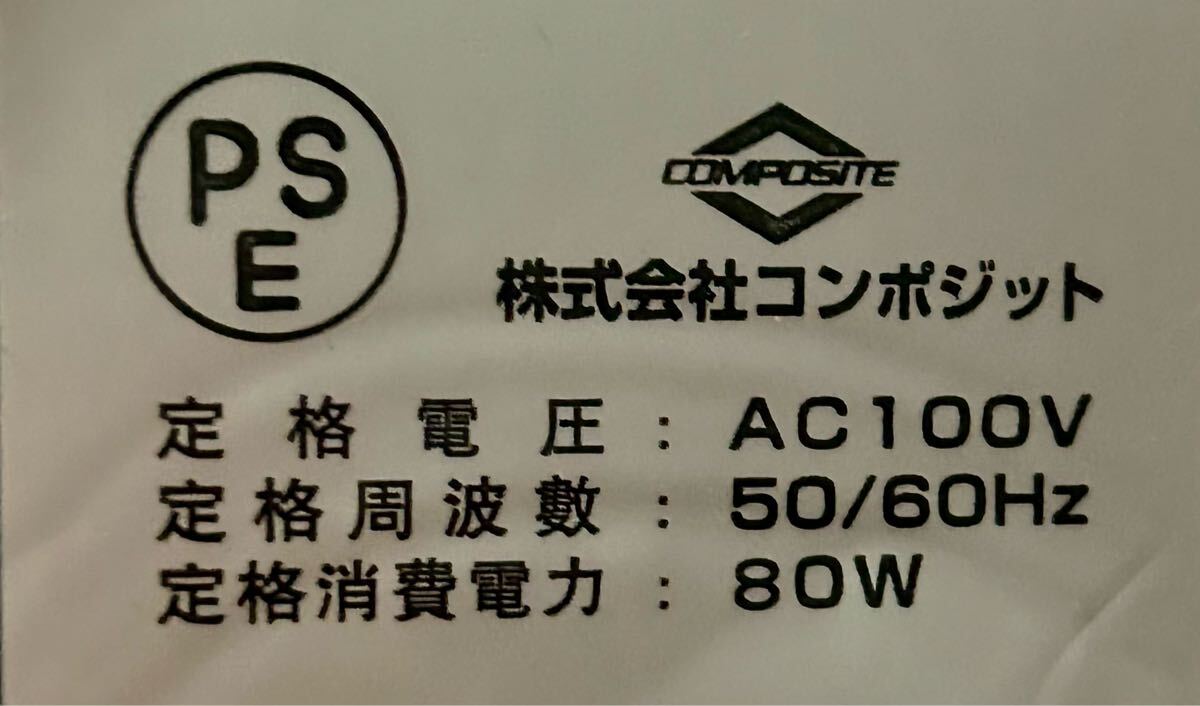 PS
E
COMPOSITE
株式会社コンポジット
定格電圧：AC100V
定格周波數：50/60Hz
定格消費電力：80W